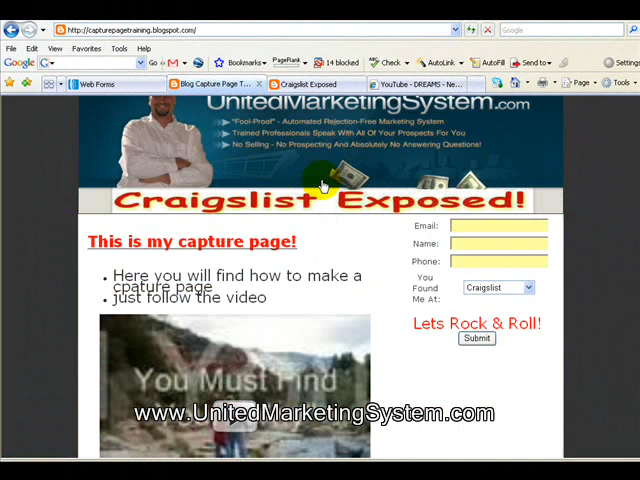 http://capturepagetraining.blogspot.com/
Google
File Edit View Favorites Tools Help
Google G Go Bookmarks PageRank 14 blocked Check AutoLink AutoFill Send to Settings
Web Forms Blog Capture Page T... Craigslist Exposed YouTube - DREAMS - Ne... Page Tools
UnitedMarketingSystem.com
"Fool-Proof" - Automated Rejection-Free Marketing System
Trained Professionals Speak With All Of Your Prospects For You
No Selling - No Prospecting And Absolutely No Answering Questions!
Craigslist Exposed!
This is my capture page!
Here you will find how to make a
cpature page
just follow the video
Email:
Name:
Phone:
You
Found
Me At:
Craigslist
Lets Rock & Roll!
Submit
You Must Find
www.UnitedMarketingSystem.com